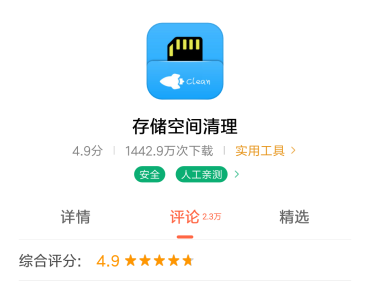 Clean
存储空间清理
4.9分 1442.9万次下载 实用工具 >
安全 人工亲测 >
详情 评论 2.3万 精选
综合评分: 4.9